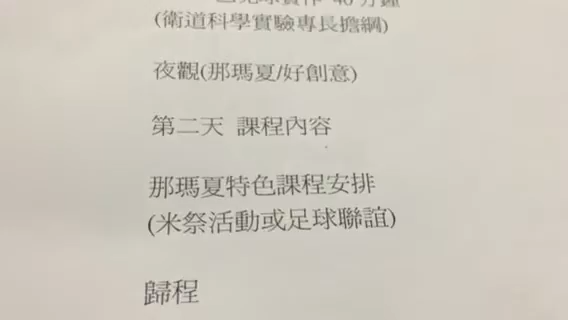 (衛道科學實驗專長擔綱)
夜觀(那瑪夏/好創意)
第二天 課程內容
那瑪夏特色課程安排
(米祭活動或足球聯誼)
歸程